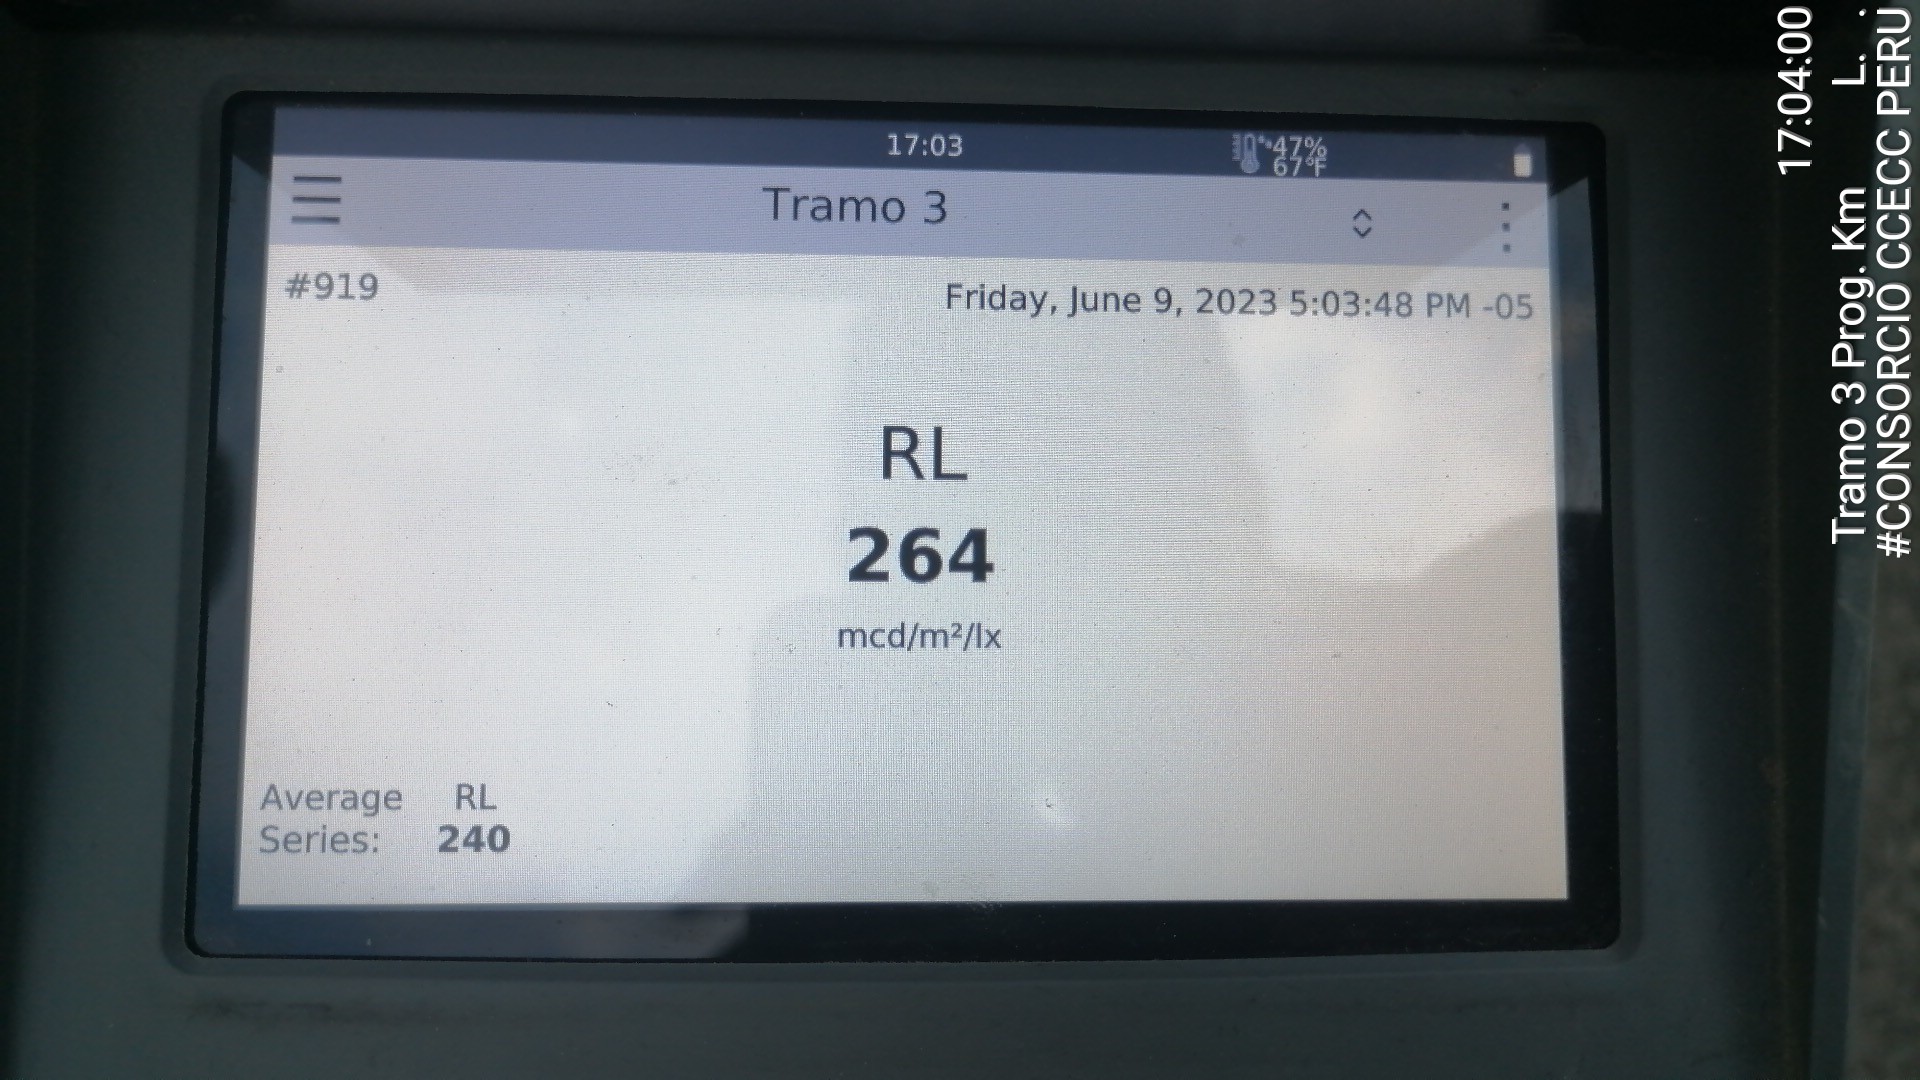 17:03
47%
67°F
Tramo 3
#919
Friday, June 9, 2023 5:03:48 PM -05
RL
264
mcd/m²/lx
Average RL
Series: 240
17:04:00
Tramo 3 Prog. Km L. .
#CONSORCIO CCECC PERU